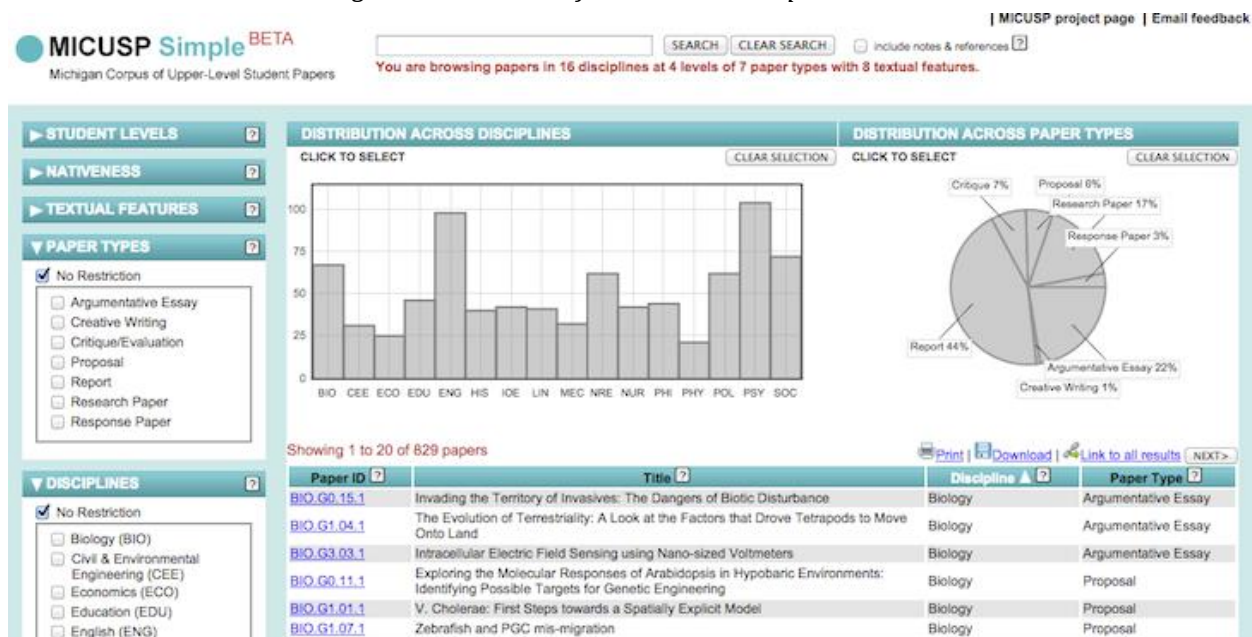 | MICUSP project page | Email feedback
MICUSP Simple BETA
SEARCH CLEAR SEARCH include notes & references ?
Michigan Corpus of Upper-Level Student Papers
You are browsing papers in 16 disciplines at 4 levels of 7 paper types with 8 textual features.
▶ STUDENT LEVELS ?
▶ NATIVENESS ?
▶ TEXTUAL FEATURES ?
▼ PAPER TYPES ?
No Restriction
Argumentative Essay
Creative Writing
Critique/Evaluation
Proposal
Report
Research Paper
Response Paper
▼ DISCIPLINES ?
No Restriction
Biology (BIO)
Civil & Environmental
Engineering (CEE)
Economics (ECO)
Education (EDU)
English (ENG)
DISTRIBUTION ACROSS DISCIPLINES
CLICK TO SELECT CLEAR SELECTION
100
75
50
25
0
BIO CEE ECO EDU ENG HIS IOE LIN MEC NRE NUR PHI PHY POL PSY SOC
DISTRIBUTION ACROSS PAPER TYPES
CLICK TO SELECT CLEAR SELECTION
Critique 7% Proposal 6%
Research Paper 17%
Response Paper 3%
Report 44%
Argumentative Essay 22%
Creative Writing 1%
Showing 1 to 20 of 829 papers
Print | Download | Link to all results NEXT>
Paper ID ? Title ? Discipline ▲ ? Paper Type ?
BIO.G0.15.1 Invading the Territory of Invasives: The Dangers of Biotic Disturbance Biology Argumentative Essay
BIO.G1.04.1 The Evolution of Terrestriality: A Look at the Factors that Drove Tetrapods to Move
Onto Land Biology Argumentative Essay
BIO.G3.03.1 Intracellular Electric Field Sensing using Nano-sized Voltmeters Biology Argumentative Essay
BIO.G0.11.1 Exploring the Molecular Responses of Arabidopsis in Hypobaric Environments:
Identifying Possible Targets for Genetic Engineering Biology Proposal
BIO.G1.01.1 V. Cholerae: First Steps towards a Spatially Explicit Model Biology Proposal
BIO.G1.07.1 Zebrafish and PGC mis-migration Biology Proposal